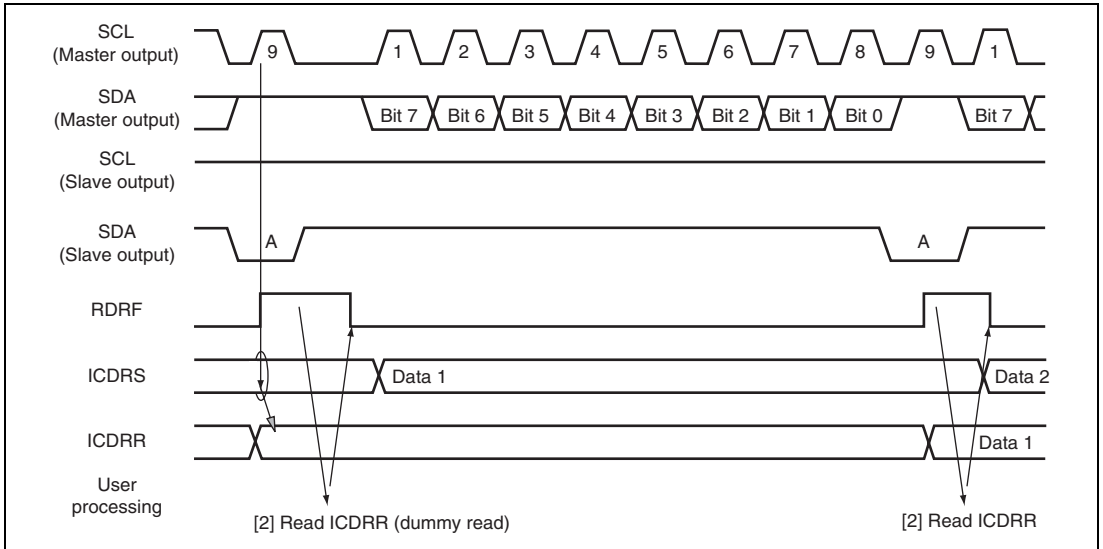 SCL
(Master output)
9 1 2 3 4 5 6 7 8 9 1
SDA
(Master output)
Bit 7 Bit 6 Bit 5 Bit 4 Bit 3 Bit 2 Bit 1 Bit 0 Bit 7
SCL
(Slave output)
SDA
(Slave output)
A A
RDRF
ICDRS
Data 1 Data 2
ICDRR
Data 1
User
processing
[2] Read ICDRR (dummy read) [2] Read ICDRR